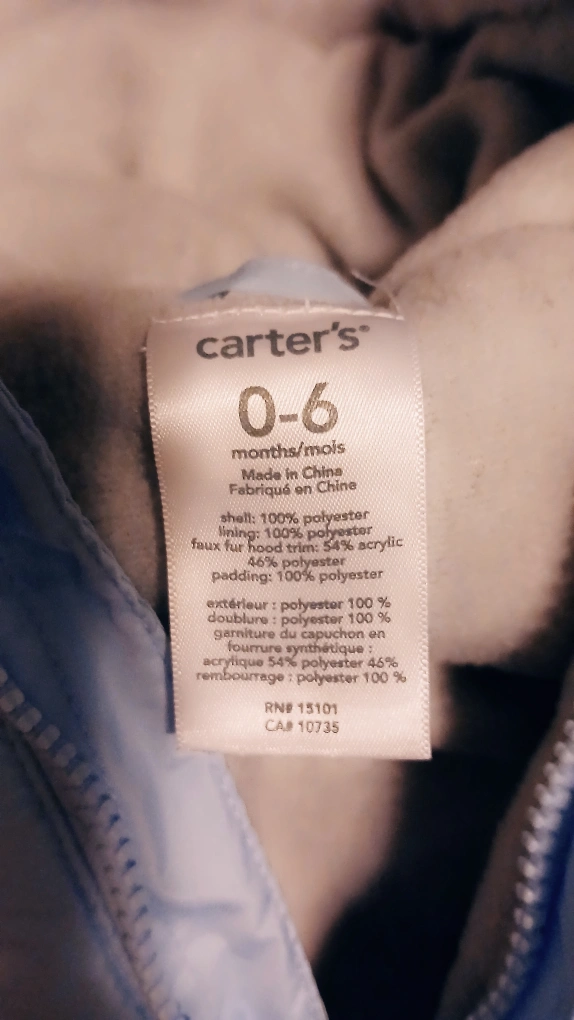 carter's®
0-6
months/mois
Made in China
Fabriqué en Chine
shell: 100% polyester
lining: 100% polyester
faux fur hood trim: 54% acrylic
46% polyester
padding: 100% polyester
extérieur : polyester 100 %
doublure : polyester 100 %
garniture du capuchon en
fourrure synthétique :
acrylique 54% polyester 46%
rembourrage : polyester 100 %
RN# 15101
CA# 10735